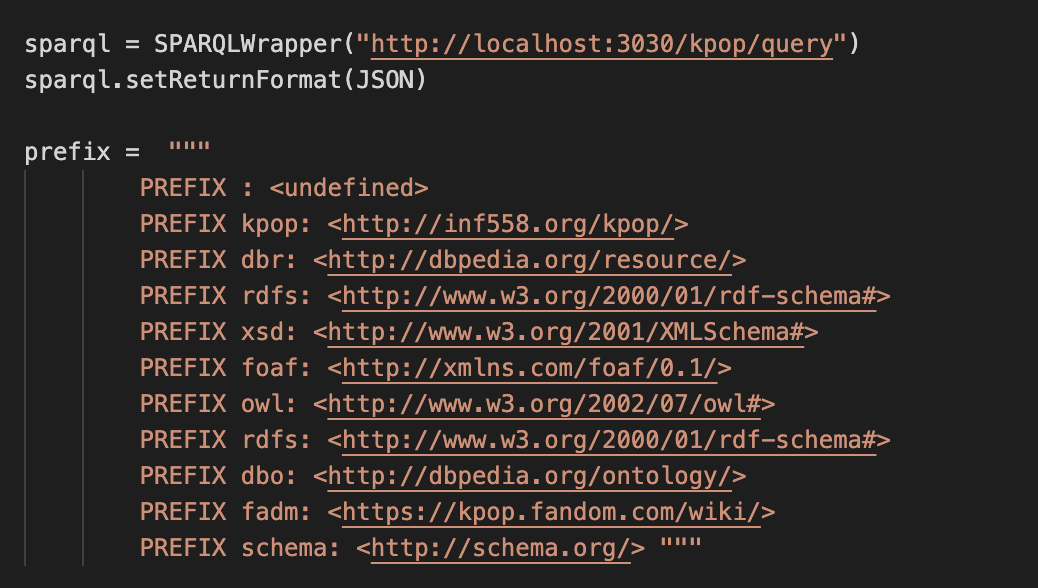 sparql = SPARQLWrapper("http://localhost:3030/kpop/query")
sparql.setReturnFormat(JSON)
prefix =  """
PREFIX : <undefined>
PREFIX kpop: <http://inf558.org/kpop/>
PREFIX dbr: <http://dbpedia.org/resource/>
PREFIX rdfs: <http://www.w3.org/2000/01/rdf-schema#>
PREFIX xsd: <http://www.w3.org/2001/XMLSchema#>
PREFIX foaf: <http://xmlns.com/foaf/0.1/>
PREFIX owl: <http://www.w3.org/2002/07/owl#>
PREFIX rdfs: <http://www.w3.org/2000/01/rdf-schema#>
PREFIX dbo: <http://dbpedia.org/ontology/>
PREFIX fadm: <https://kpop.fandom.com/wiki/>
PREFIX schema: <http://schema.org/> """